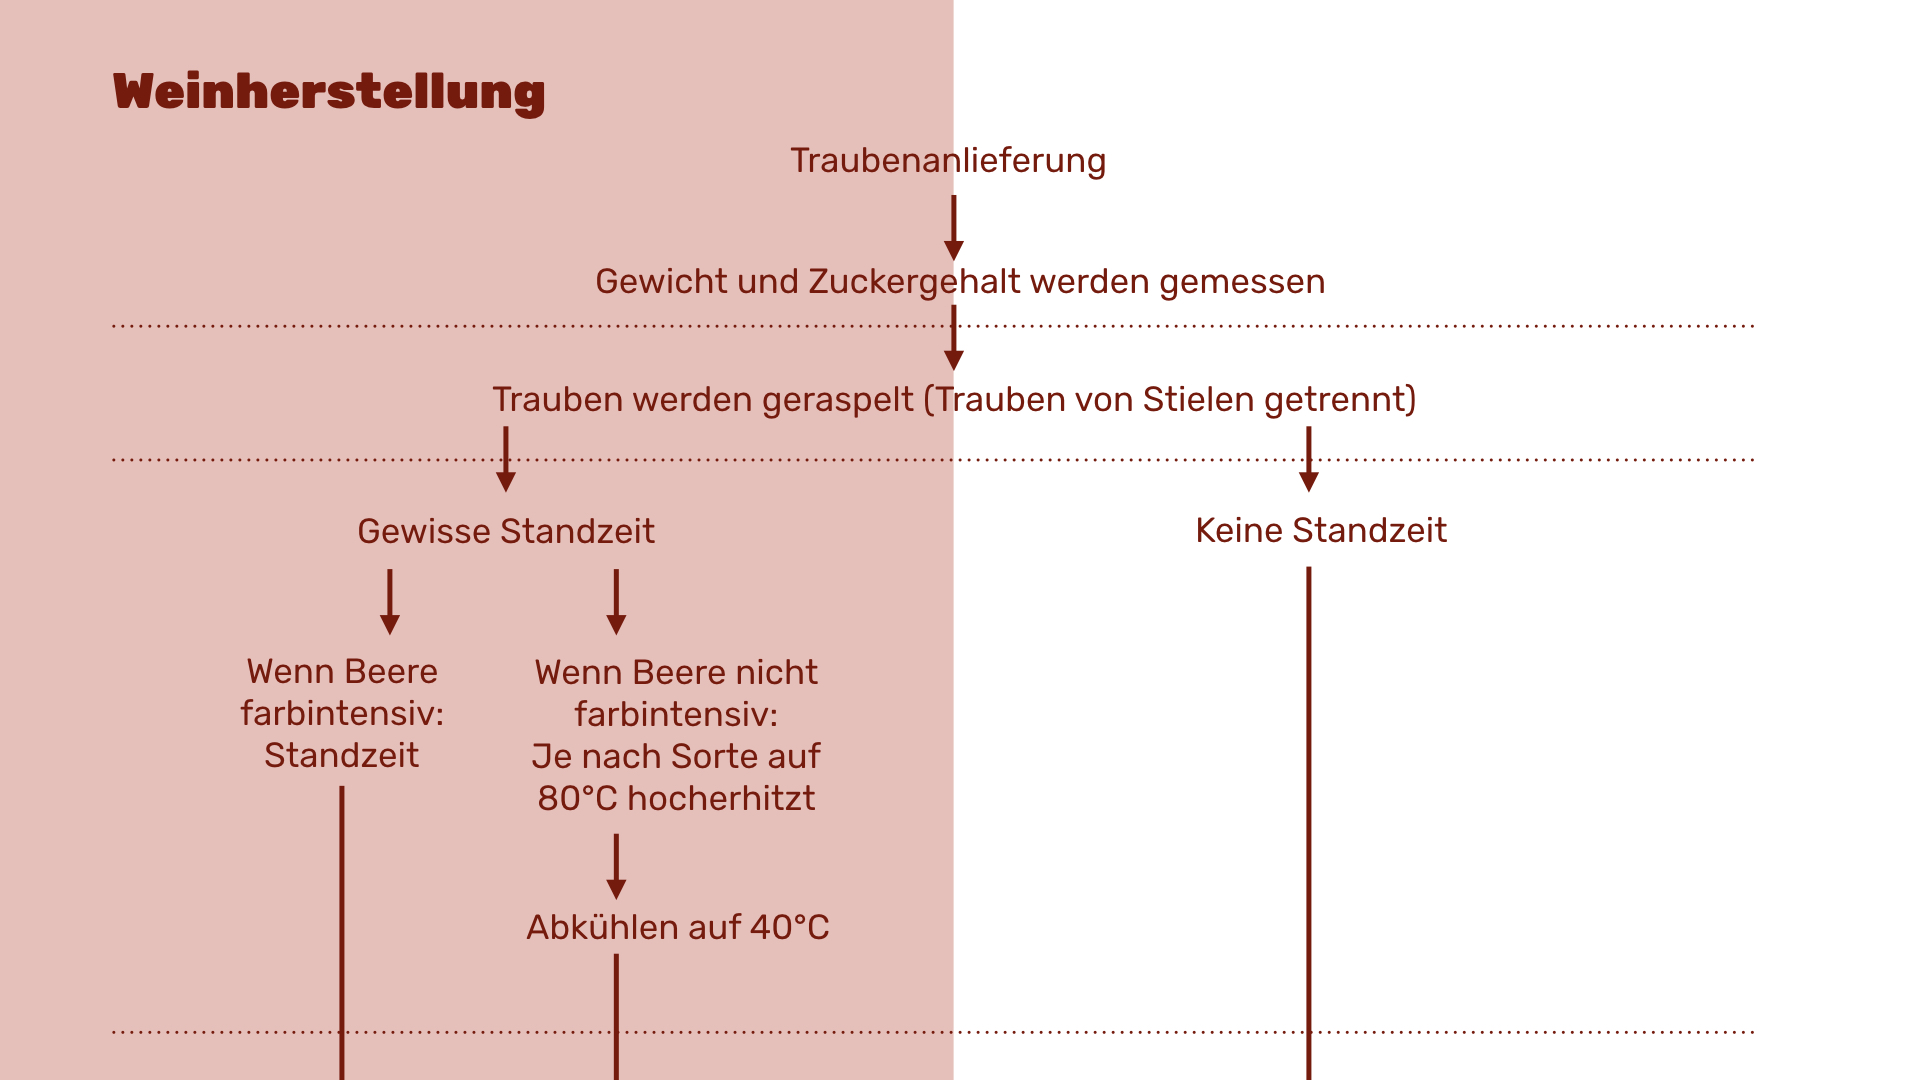 Weinherstellung
Traubenanlieferung
Gewicht und Zuckergehalt werden gemessen
Trauben werden geraspelt (Trauben von Stielen getrennt)
Gewisse Standzeit
Keine Standzeit
Wenn Beere
farbintensiv:
Standzeit
Wenn Beere nicht
farbintensiv:
Je nach Sorte auf
80°C hocherhitzt
Abkühlen auf 40°C